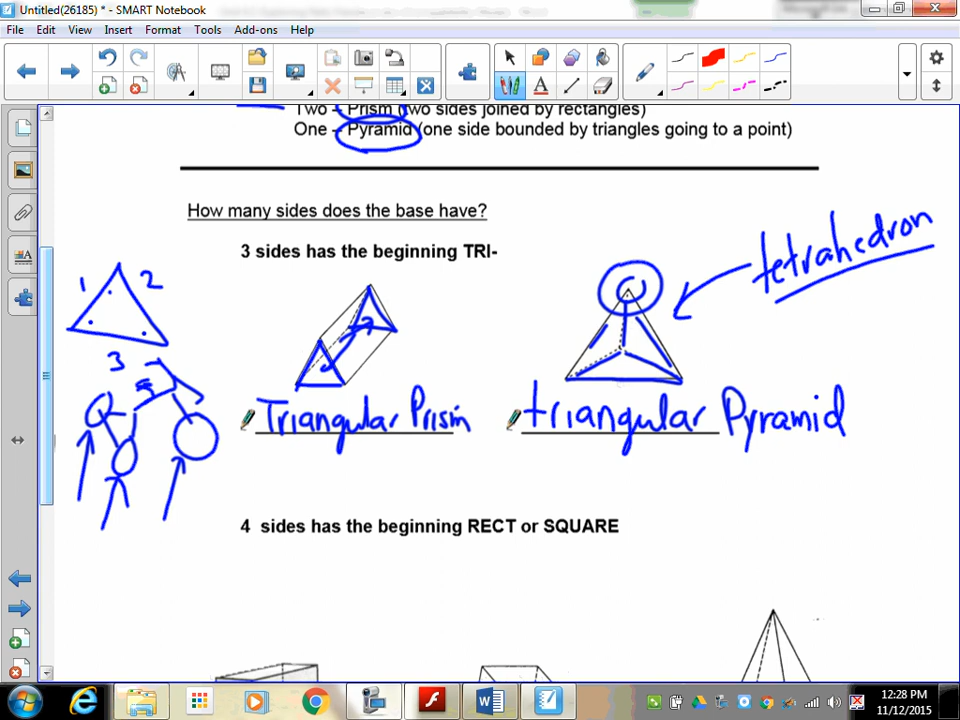 Untitled(26185) * - SMART Notebook
File Edit View Insert Format Tools Add-ons Help
Two – Prism (two sides joined by rectangles)
One – Pyramid (one side bounded by triangles going to a point)
How many sides does the base have?
3 sides has the beginning TRI-
tetrahedron
1 2
3
Triangular Prism triangular Pyramid
4 sides has the beginning RECT or SQUARE
12:28 PM
11/12/2015